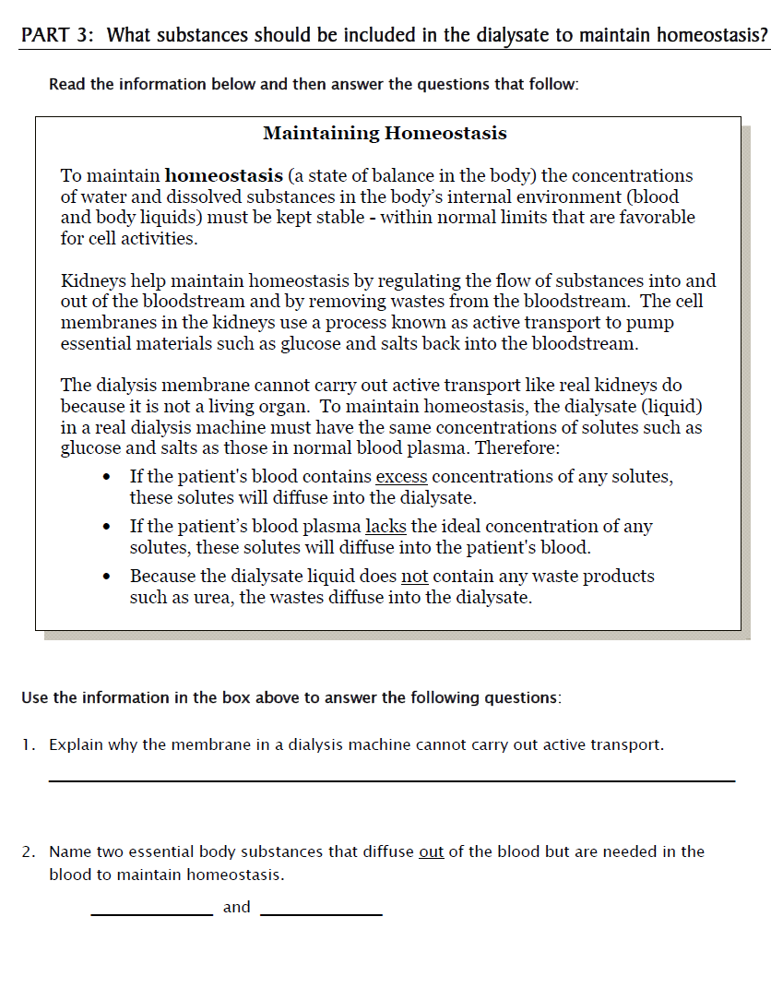 PART 3: What substances should be included in the dialysate to maintain homeostasis?
Read the information below and then answer the questions that follow:
Maintaining Homeostasis
To maintain homeostasis (a state of balance in the body) the concentrations
of water and dissolved substances in the body’s internal environment (blood
and body liquids) must be kept stable - within normal limits that are favorable
for cell activities.
Kidneys help maintain homeostasis by regulating the flow of substances into and
out of the bloodstream and by removing wastes from the bloodstream. The cell
membranes in the kidneys use a process known as active transport to pump
essential materials such as glucose and salts back into the bloodstream.
The dialysis membrane cannot carry out active transport like real kidneys do
because it is not a living organ. To maintain homeostasis, the dialysate (liquid)
in a real dialysis machine must have the same concentrations of solutes such as
glucose and salts as those in normal blood plasma. Therefore:
• If the patient's blood contains excess concentrations of any solutes,
these solutes will diffuse into the dialysate.
• If the patient’s blood plasma lacks the ideal concentration of any
solutes, these solutes will diffuse into the patient's blood.
• Because the dialysate liquid does not contain any waste products
such as urea, the wastes diffuse into the dialysate.
Use the information in the box above to answer the following questions:
1. Explain why the membrane in a dialysis machine cannot carry out active transport.
2. Name two essential body substances that diffuse out of the blood but are needed in the
blood to maintain homeostasis.
and